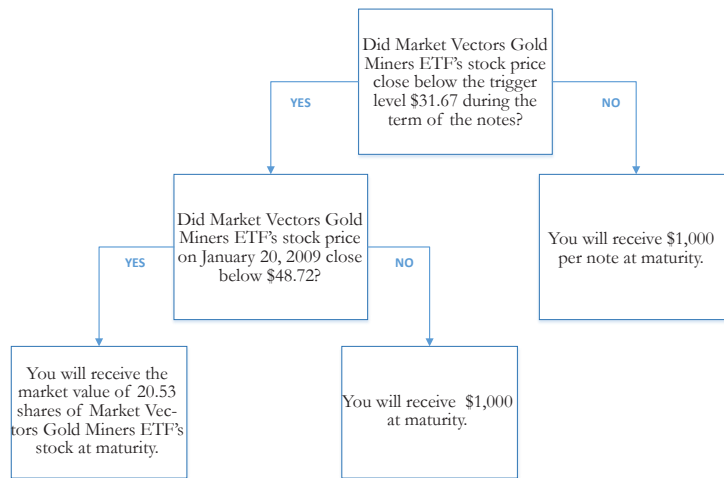 Did Market Vectors Gold
Miners ETF's stock price
close below the trigger
level $31.67 during the
term of the notes?
YES
NO
Did Market Vectors Gold
Miners ETF's stock price
on January 20, 2009 close
below $48.72?
You will receive $1,000
per note at maturity.
YES
NO
You will receive the
market value of 20.53
shares of Market Vec-
tors Gold Miners ETF's
stock at maturity.
You will receive $1,000
at maturity.